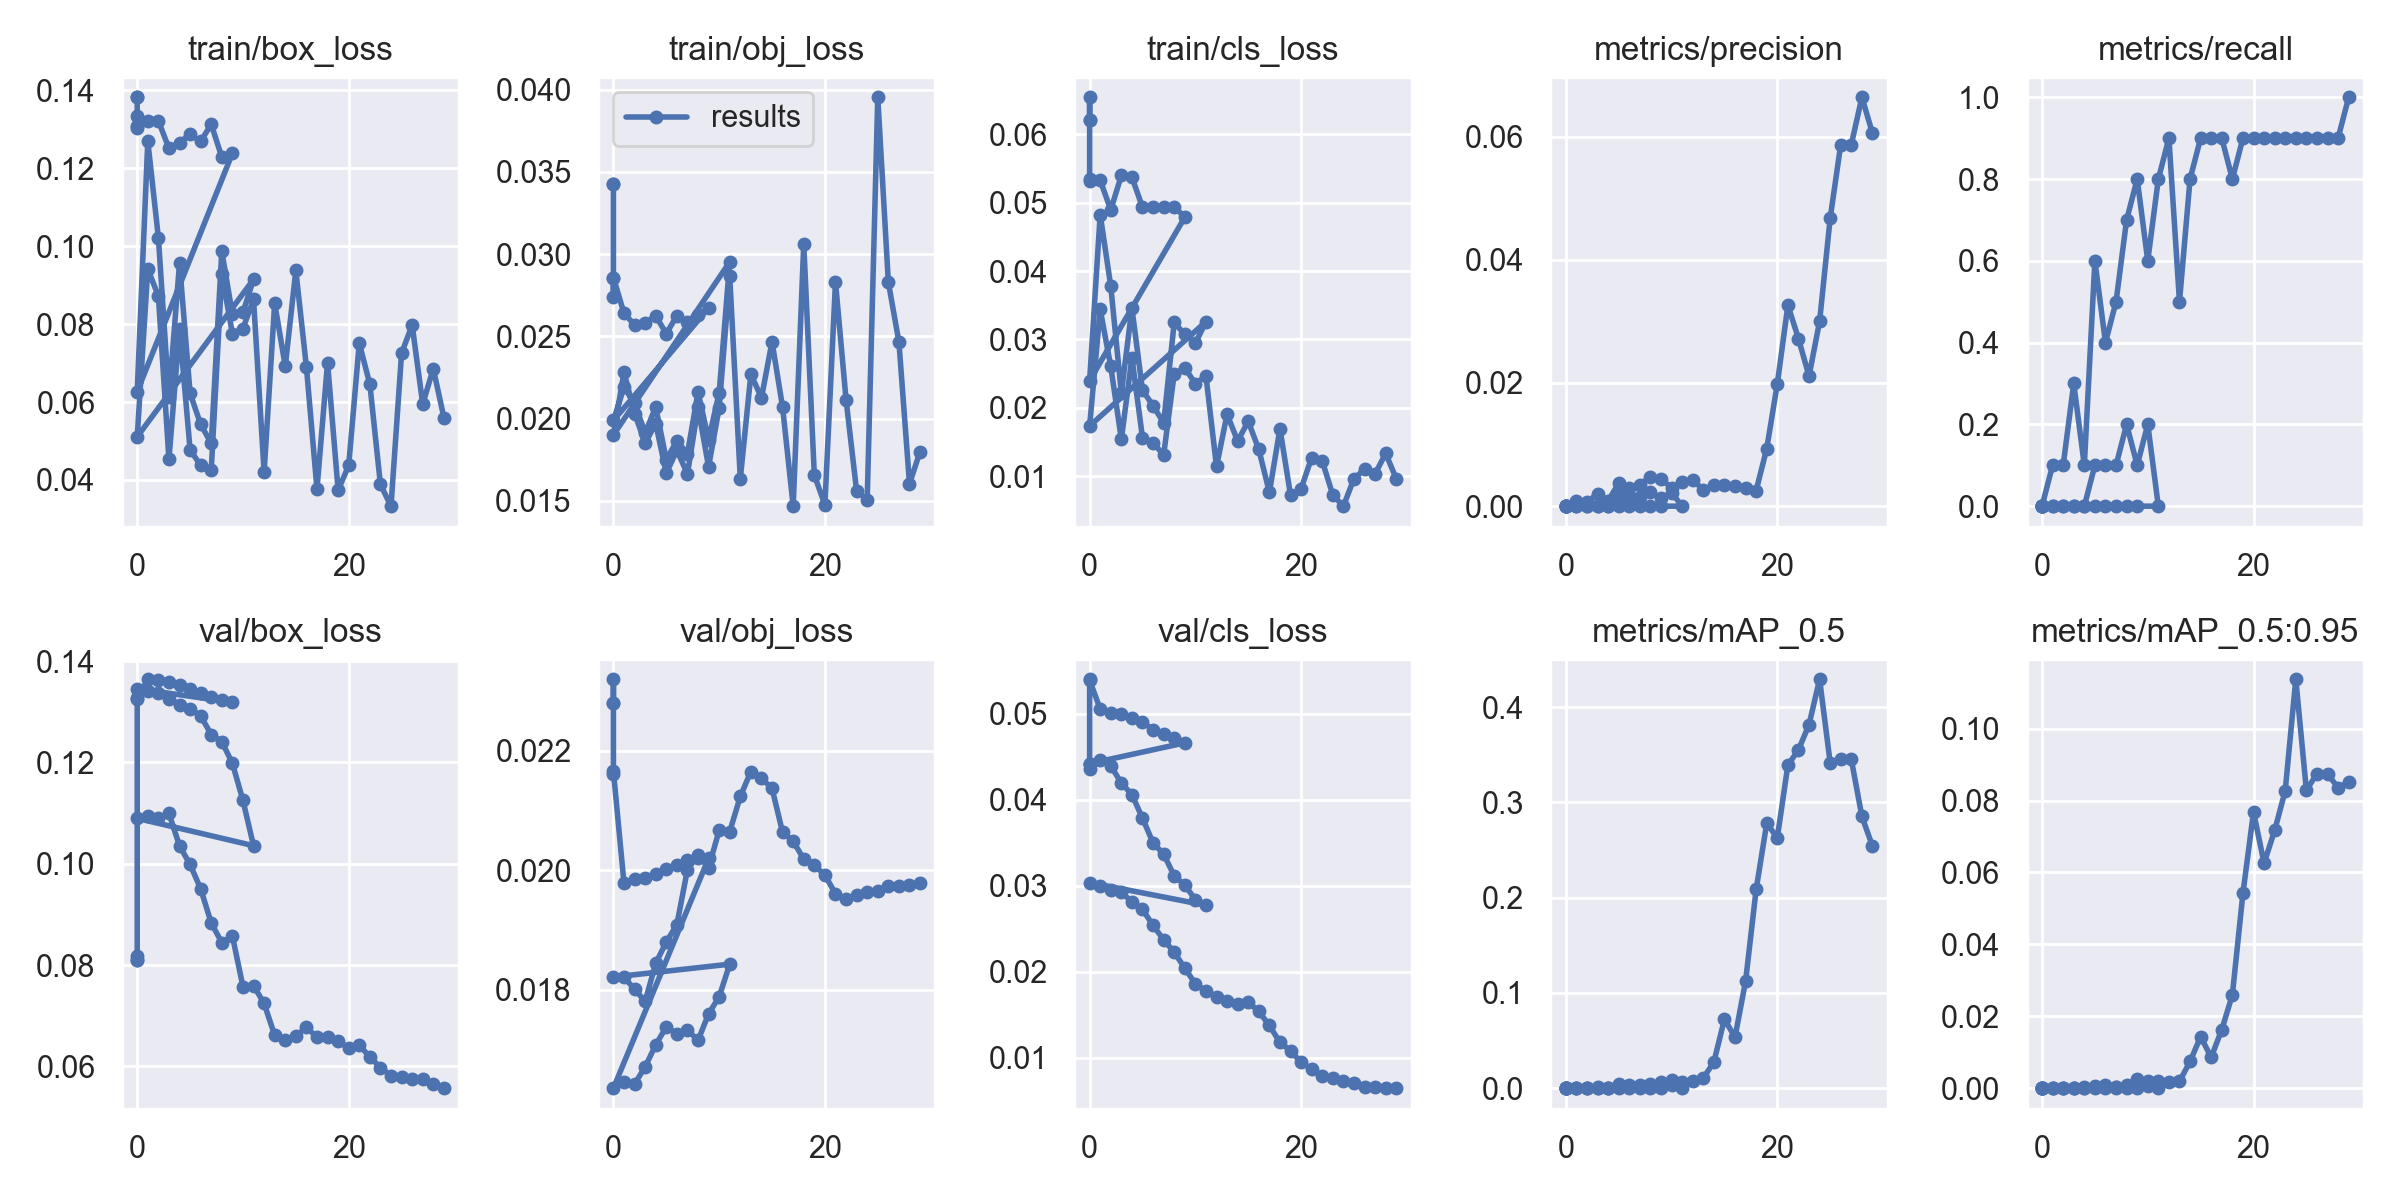 train/box_loss train/obj_loss train/cls_loss metrics/precision metrics/recall
0.14 0.12 0.10 0.08 0.06 0.04
0 20
results
0.040 0.035 0.030 0.025 0.020 0.015
0 20
0.06 0.05 0.04 0.03 0.02 0.01
0 20
0.06 0.04 0.02 0.00
0 20
1.0 0.8 0.6 0.4 0.2 0.0
0 20
val/box_loss val/obj_loss val/cls_loss metrics/mAP_0.5 metrics/mAP_0.5:0.95
0.14 0.12 0.10 0.08 0.06
0 20
0.022 0.020 0.018
0 20
0.05 0.04 0.03 0.02 0.01
0 20
0.4 0.3 0.2 0.1 0.0
0 20
0.10 0.08 0.06 0.04 0.02 0.00
0 20